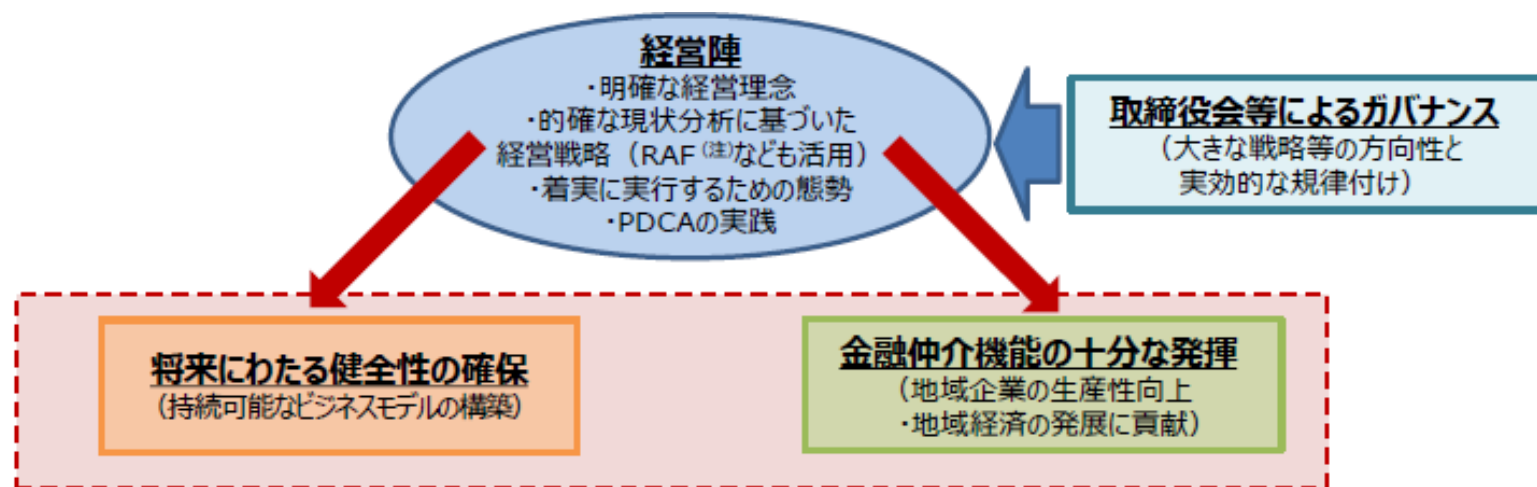 経営陣
・明確な経営理念
・的確な現状分析に基づいた
経営戦略（RAF（注）なども活用）
・着実に実行するための態勢
・PDCAの実践
取締役会等によるガバナンス
（大きな戦略等の方向性と
実効的な規律付け）
将来にわたる健全性の確保
（持続可能なビジネスモデルの構築）
金融仲介機能の十分な発揮
（地域企業の生産性向上
・地域経済の発展に貢献）